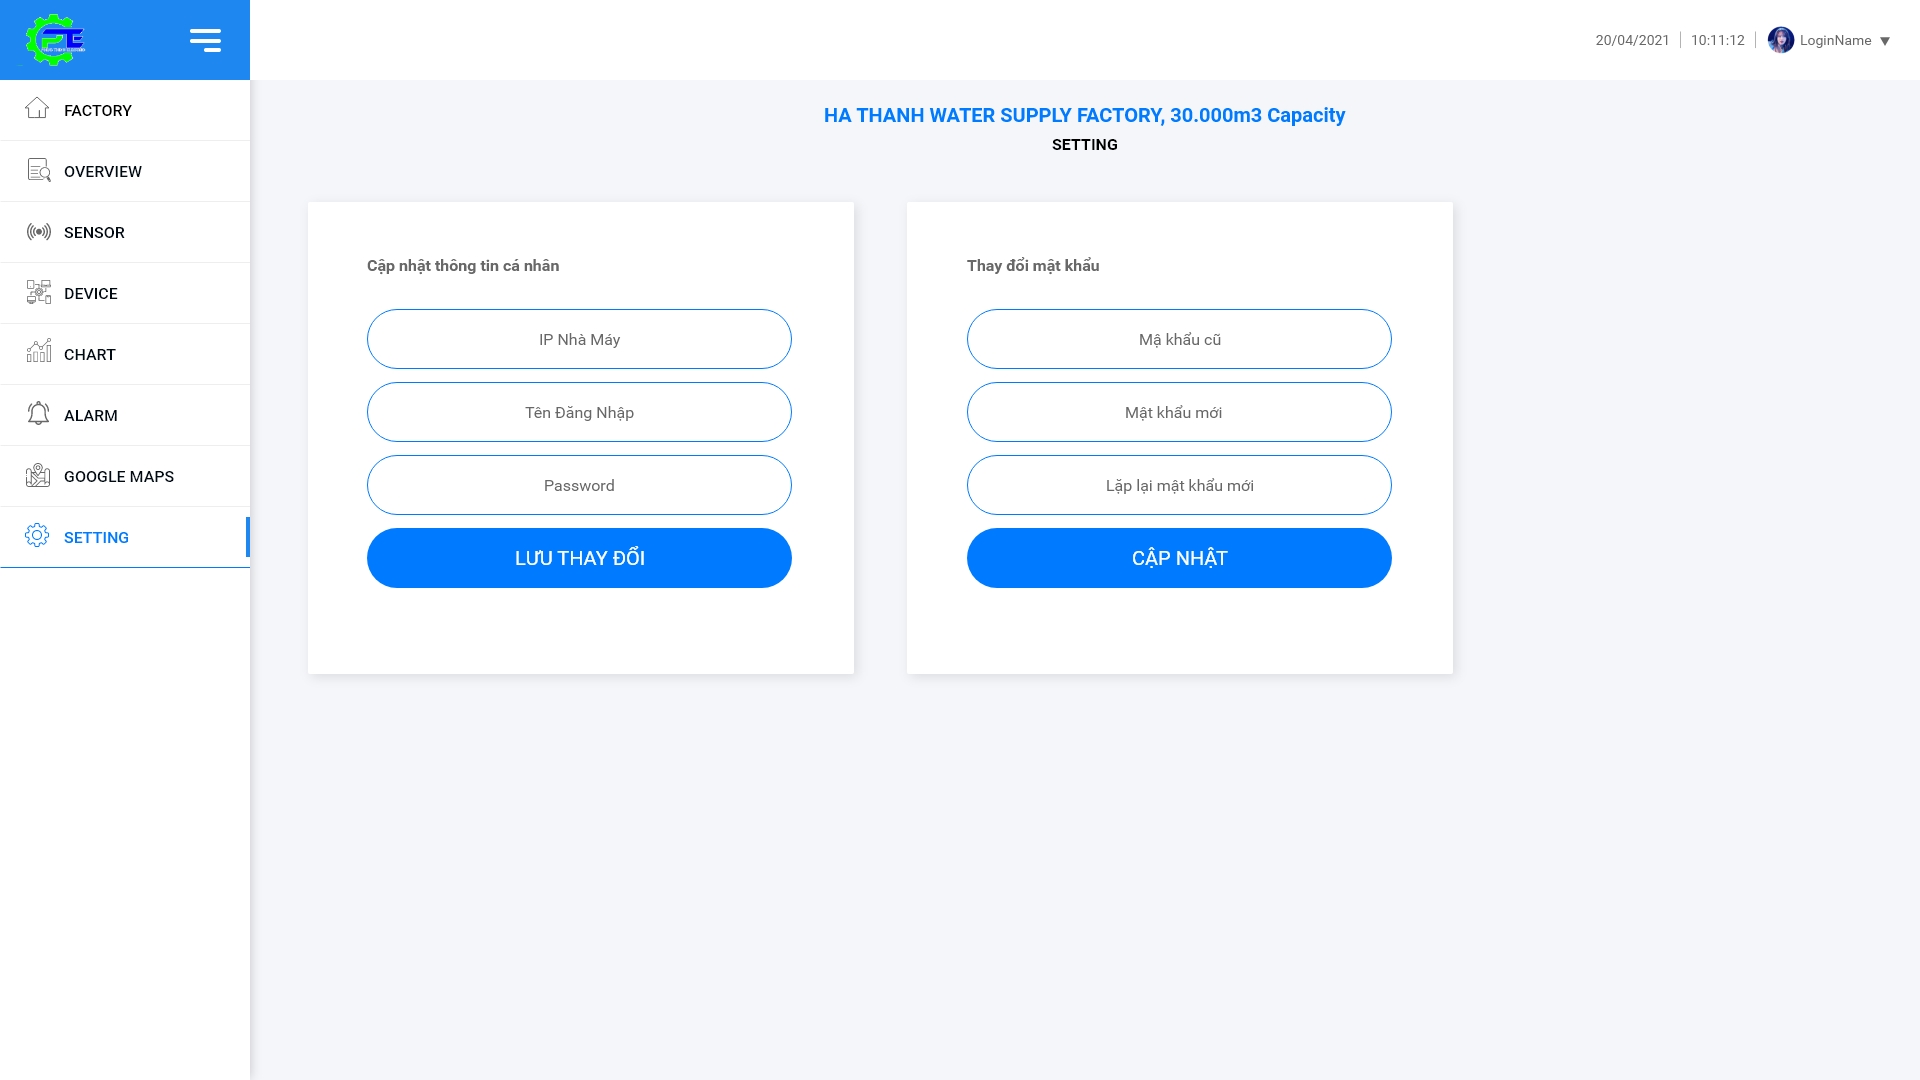 PTE
20/04/2021 10:11:12 LoginName ▼
FACTORY
OVERVIEW
SENSOR
DEVICE
CHART
ALARM
GOOGLE MAPS
SETTING
HA THANH WATER SUPPLY FACTORY, 30.000m3 Capacity
SETTING
Cập nhật thông tin cá nhân
IP Nhà Máy
Tên Đăng Nhập
Password
LƯU THAY ĐỔI
Thay đổi mật khẩu
Mậ khẩu cũ
Mật khẩu mới
Lặp lại mật khẩu mới
CẬP NHẬT